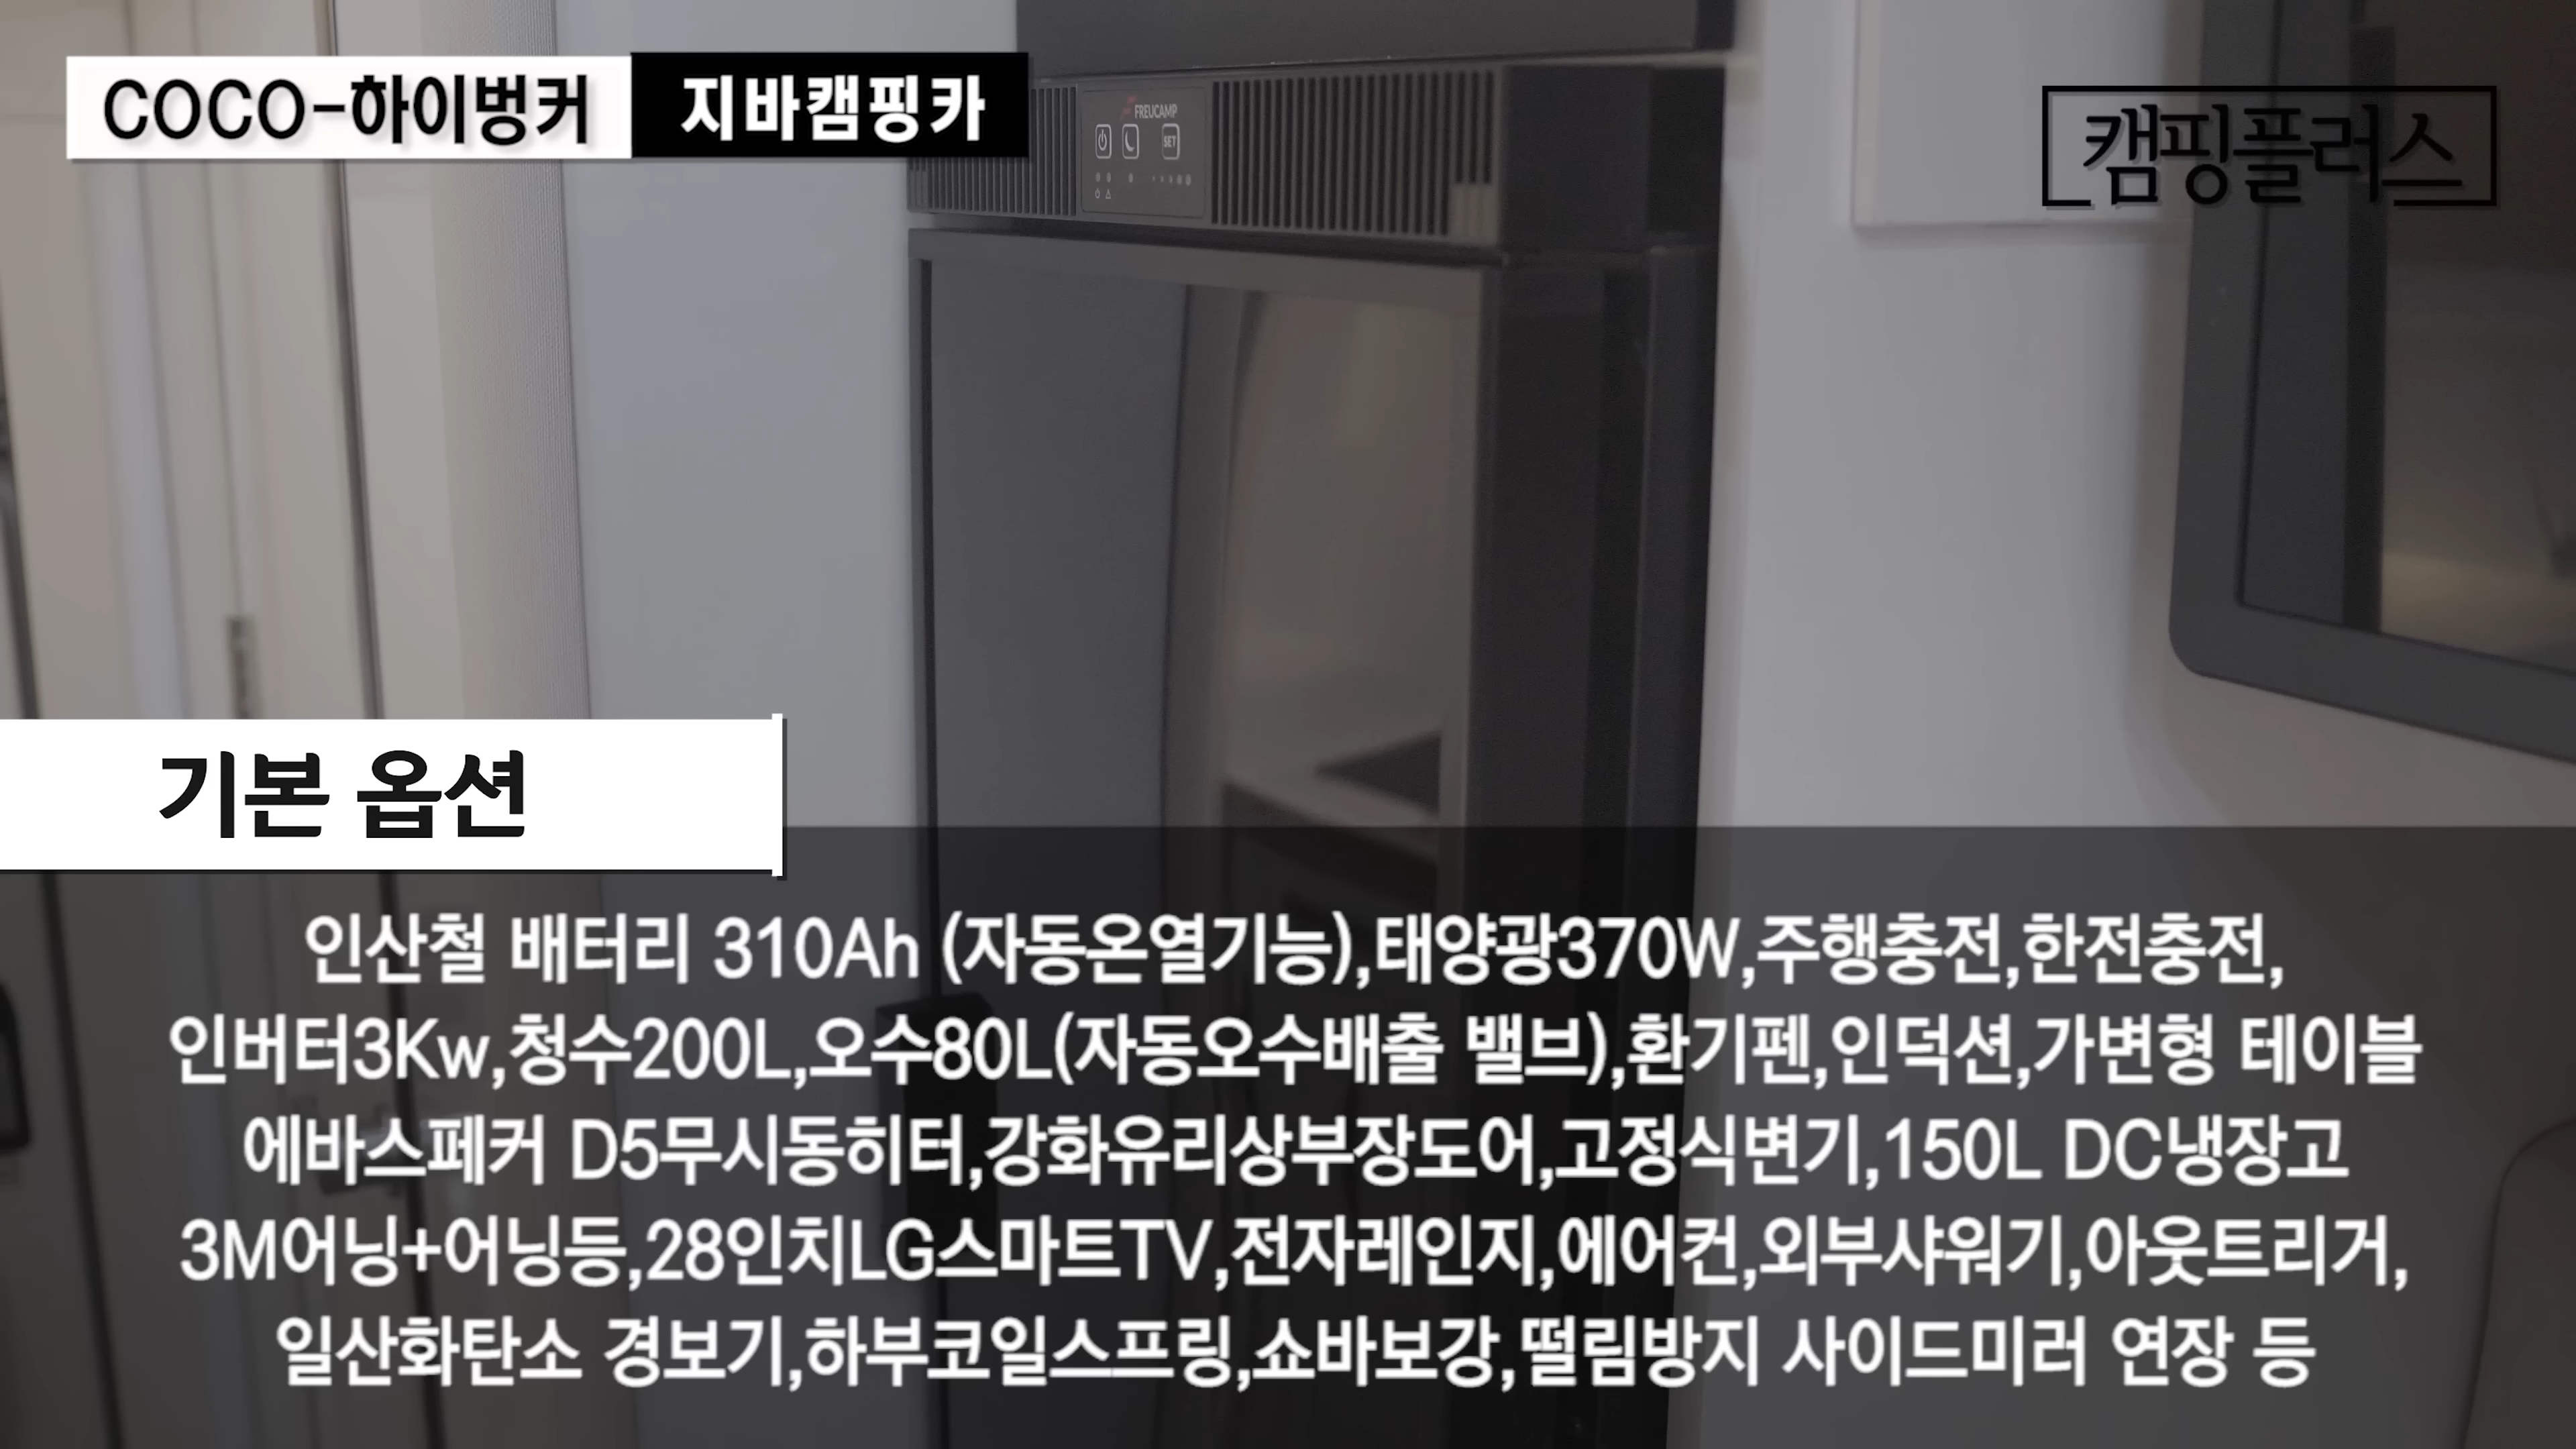 COCO-하이벙커 지바캠핑카
캠핑플러스
FREUCAMP
SET
기본 옵션
인산철 배터리 310Ah (자동온열기능),태양광370W,주행충전,한전충전,
인버터3Kw,청수200L,오수80L(자동오수배출 밸브),환기펜,인덕션,가변형 테이블
에바스페커 D5무시동히터,강화유리상부장도어,고정식변기,150L DC냉장고
3M어닝+어닝등,28인치LG스마트TV,전자레인지,에어컨,외부샤워기,아웃트리거,
일산화탄소 경보기,하부코일스프링,쇼바보강,떨림방지 사이드미러 연장 등